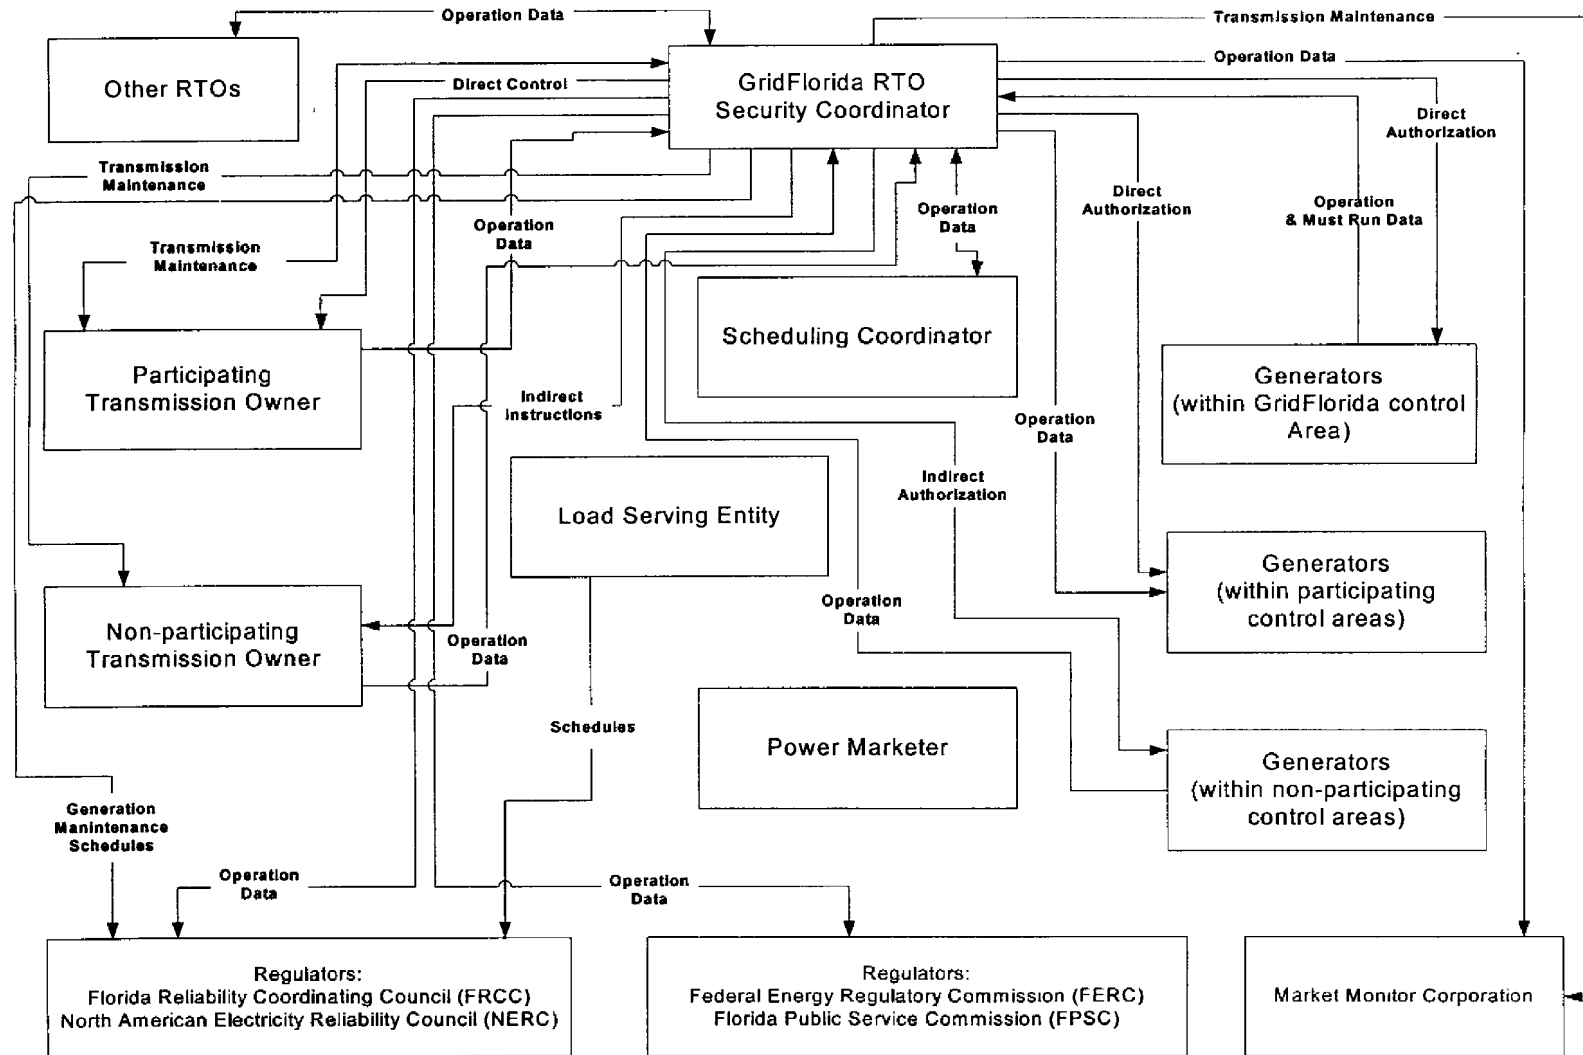 Operation Data
Transmission Maintenance
Other RTOs
GridFlorida RTO
Security Coordinator
Operation Data
Direct Control
Direct
Authorization
Transmission
Maintenance
Direct
Authorization
Operation
& Must Run Data
Operation
Data
Operation
Data
Transmission
Maintenance
Scheduling Coordinator
Participating
Transmission Owner
Generators
(within GridFlorida control
Area)
Indirect
Instructions
Operation
Data
Indirect
Authorization
Load Serving Entity
Generators
(within participating
control areas)
Operation
Data
Non-participating
Transmission Owner
Operation
Data
Schedules
Power Marketer
Generators
(within non-participating
control areas)
Generation
Manintenance
Schedules
Operation
Data
Operation
Data
Regulators:
Florida Reliability Coordinating Council (FRCC)
North American Electricity Reliability Council (NERC)
Regulators:
Federal Energy Regulatory Commission (FERC)
Florida Public Service Commission (FPSC)
Market Monitor Corporation